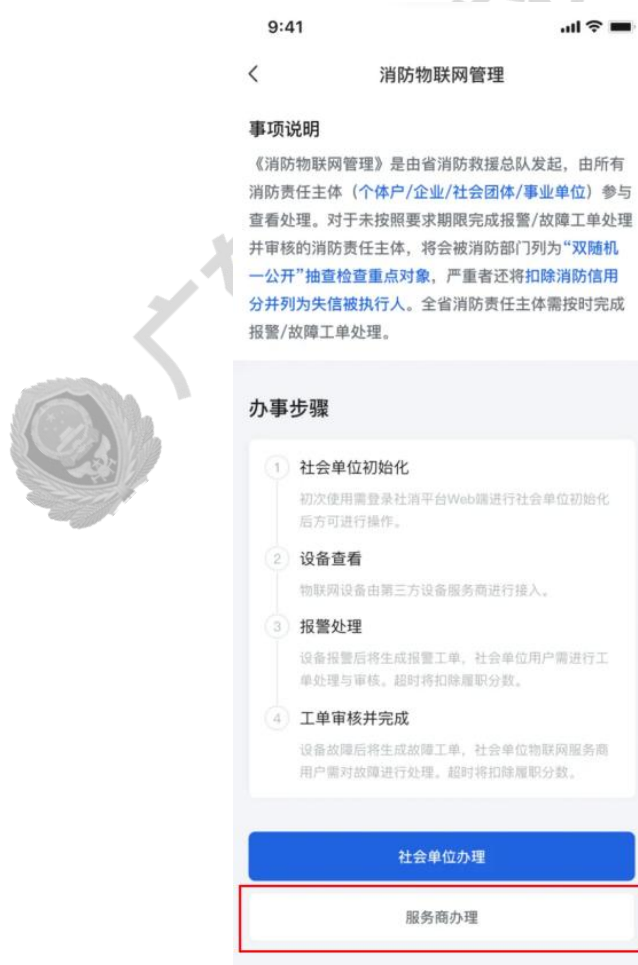 9:41
消防物联网管理
事项说明
《消防物联网管理》是由省消防救援总队发起，由所有
消防责任主体（个体户/企业/社会团体/事业单位）参与
查看处理。对于未按照要求期限完成报警/故障工单处理
并审核的消防责任主体，将会被消防部门列为“双随机
一公开”抽查检查重点对象，严重者还将扣除消防信用
分并列为失信被执行人。全省消防责任主体需按时完成
报警/故障工单处理。
办事步骤
1 社会单位初始化
初次使用需登录社消平台Web端进行社会单位初始化
后方可进行操作。
2 设备查看
物联网设备由第三方设备服务商进行接入。
3 报警处理
设备报警后将生成报警工单，社会单位用户需进行工
单处理与审核。超时将扣除履职分数。
4 工单审核并完成
设备故障后将生成故障工单，社会单位物联网服务商
用户需对故障进行处理。超时将扣除履职分数。
社会单位办理
服务商办理
广